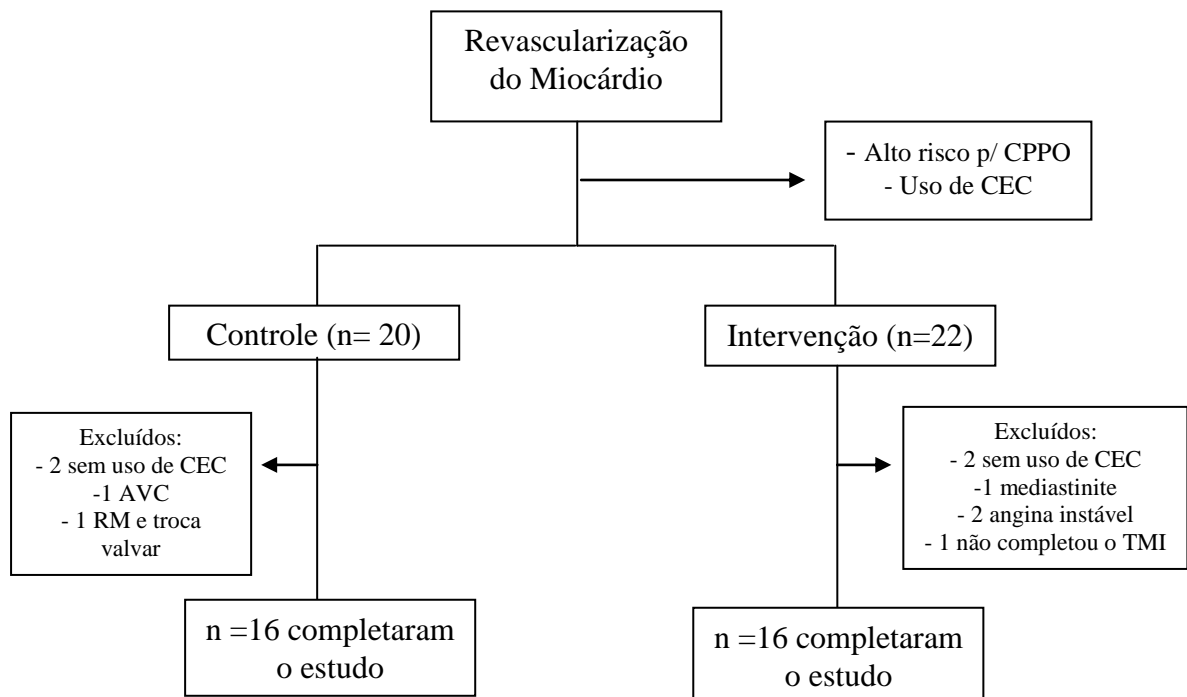 Revascularização
do Miocárdio
- Alto risco p/ CPPO
- Uso de CEC
Controle (n= 20)
Intervenção (n=22)
Excluídos:
- 2 sem uso de CEC
-1 AVC
- 1 RM e troca
valvar
Excluídos:
- 2 sem uso de CEC
-1 mediastinite
- 2 angina instável
- 1 não completou o TMI
n =16 completaram
o estudo
n =16 completaram
o estudo